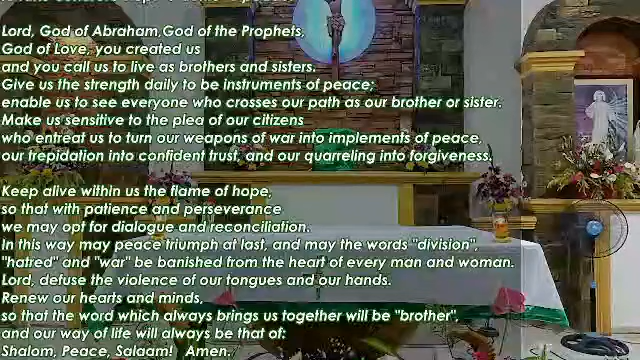 Lord, God of Abraham,God of the Prophets,
God of Love, you created us
and you call us to live as brothers and sisters.
Give us the strength daily to be instruments of peace;
enable us to see everyone who crosses our path as our brother or sister.
Make us sensitive to the plea of our citizens
who entreat us to turn our weapons of war into implements of peace,
our trepidation into confident trust, and our quarreling into forgiveness.
Keep alive within us the flame of hope,
so that with patience and perseverance
we may opt for dialogue and reconciliation.
In this way may peace triumph at last, and may the words "division",
"hatred" and "war" be banished from the heart of every man and woman.
Lord, defuse the violence of our tongues and our hands.
Renew our hearts and minds,
so that the word which always brings us together will be "brother",
and our way of life will always be that of:
Shalom, Peace, Salaam!  Amen.